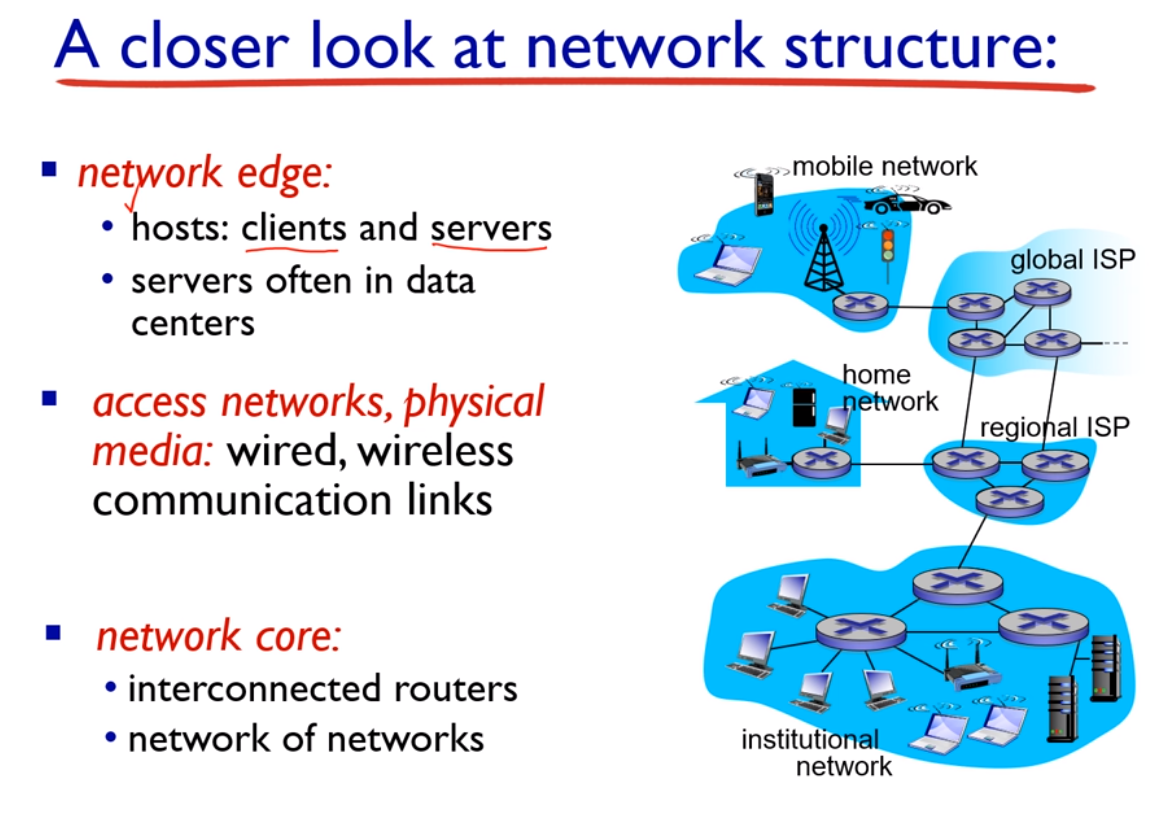 A closer look at network structure:
network edge:
hosts: clients and servers
servers often in data
centers
access networks, physical
media: wired, wireless
communication links
network core:
interconnected routers
network of networks
mobile network
global ISP
home
network
regional ISP
institutional
network